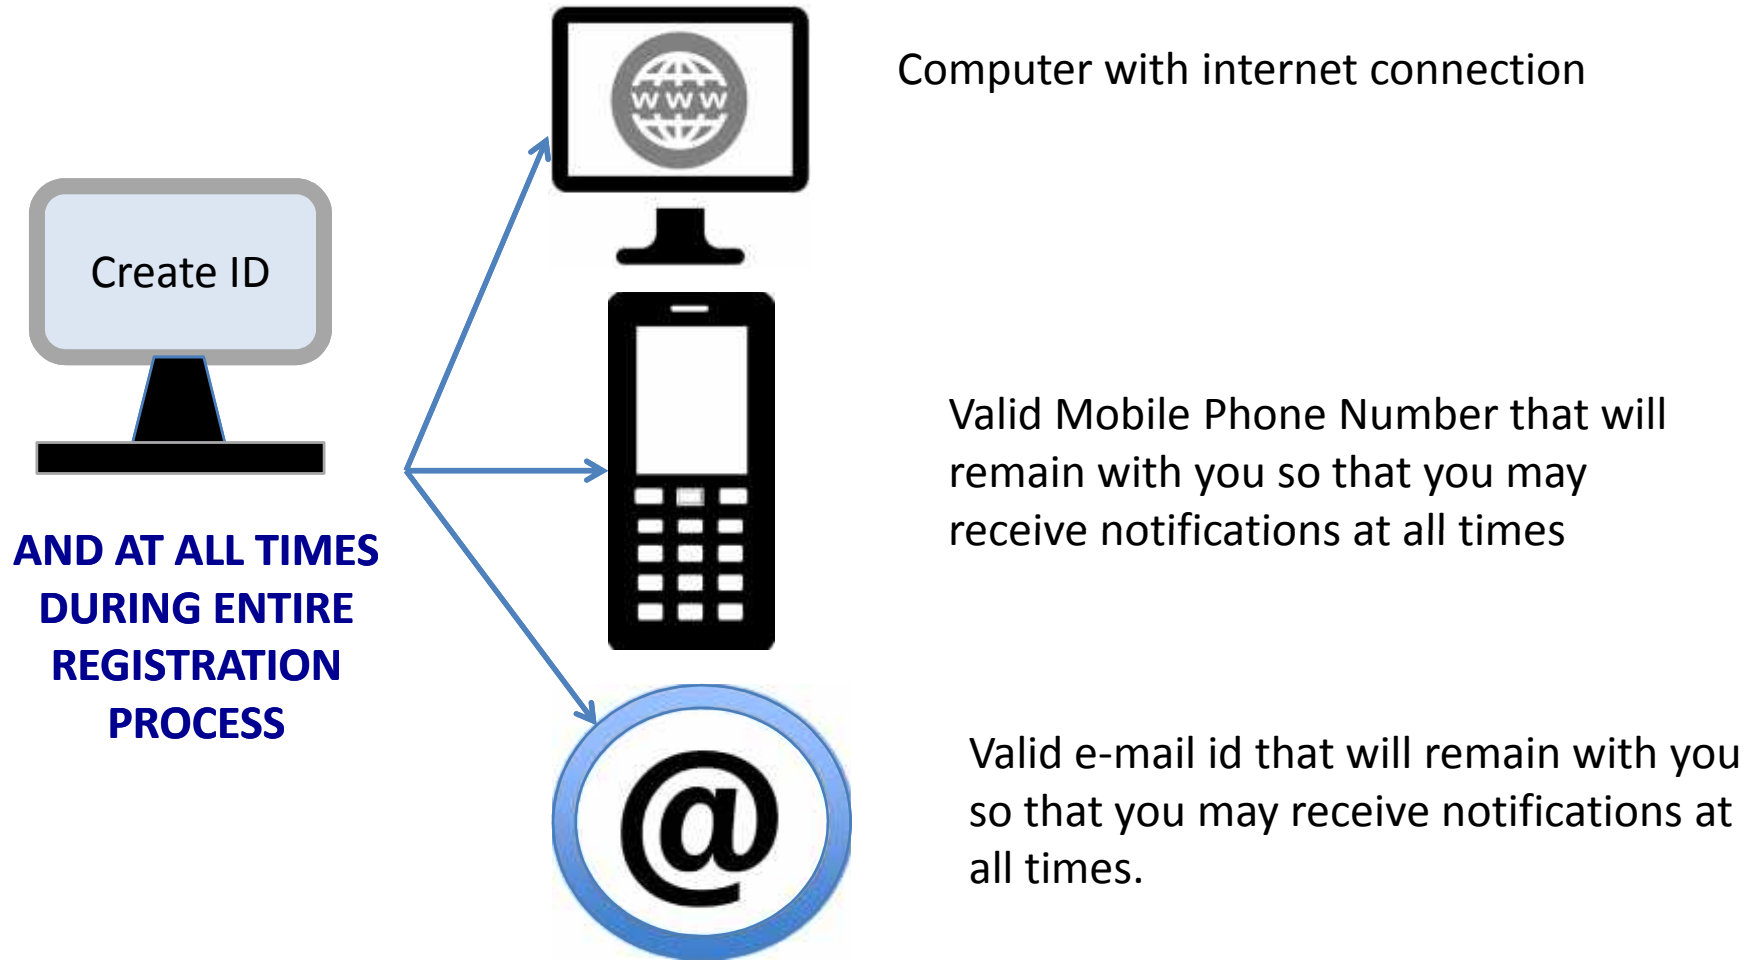 Create ID
AND AT ALL TIMES
DURING ENTIRE
REGISTRATION
PROCESS
www
Computer with internet connection
Valid Mobile Phone Number that will
remain with you so that you may
receive notifications at all times
@
Valid e-mail id that will remain with you
so that you may receive notifications at
all times.